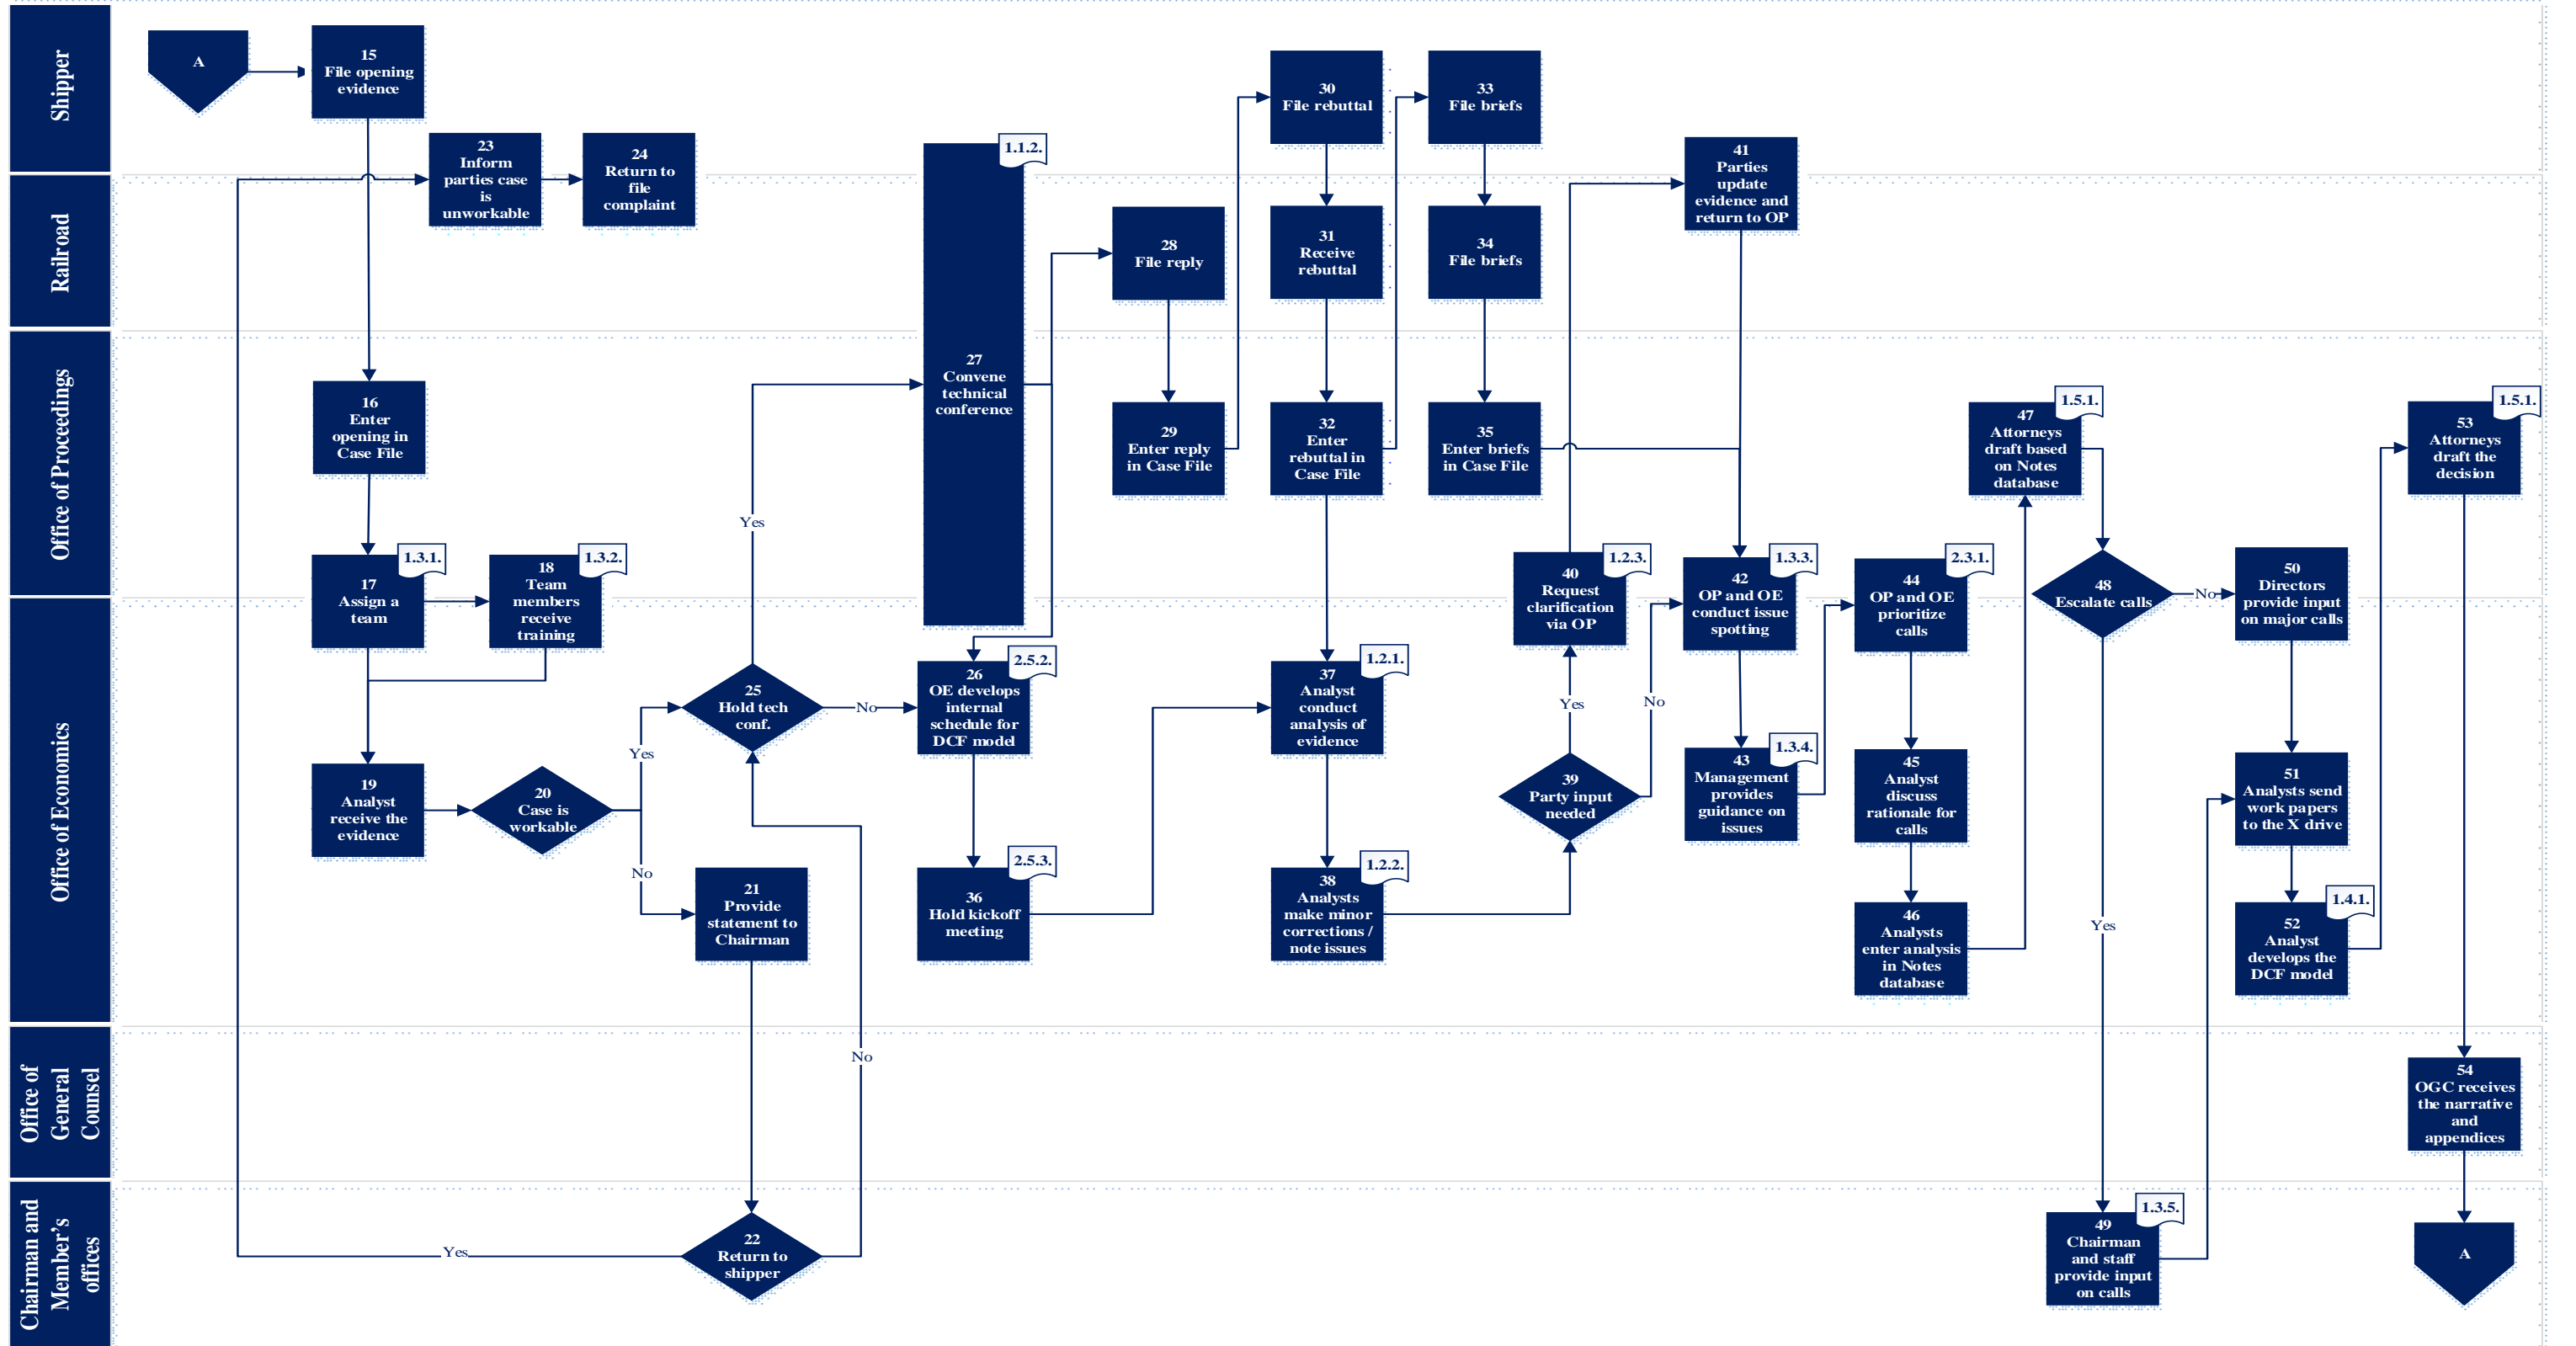 Shipper
Railroad
Office of Proceedings
Office of Economics
Office of
General
Counsel
Chairman and
Member's
offices
A
15
File opening
evidence
16
Enter
opening in
Case File
1.3.1.
17
Assign a
team
1.3.2.
18
Team
members
receive
training
19
Analyst
receive the
evidence
20
Case is
workable
Yes
No
21
Provide
statement to
Chairman
22
Return to
shipper
Yes
No
23
Inform
parties case
is
unworkable
24
Return to
file
complaint
25
Hold tech
conf.
Yes
No
2.5.2.
26
OE develops
internal
schedule for
DCF model
1.1.2.
27
Convene
technical
conference
28
File reply
29
Enter reply
in Case File
30
File rebuttal
31
Receive
rebuttal
32
Enter
rebuttal in
Case File
33
File briefs
34
File briefs
35
Enter briefs
in Case File
2.5.3.
36
Hold kickoff
meeting
1.2.1.
37
Analyst
conduct
analysis of
evidence
1.2.2.
38
Analysts
make minor
corrections /
note issues
39
Party input
needed
Yes
No
1.2.3.
40
Request
clarification
via OP
41
Parties
update
evidence and
return to OP
1.3.3.
42
OP and OE
conduct issue
spotting
1.3.4.
43
Management
provides
guidance on
issues
2.3.1.
44
OP and OE
prioritize
calls
45
Analyst
discuss
rationale for
calls
46
Analysts
enter analysis
in Notes
database
1.5.1.
47
Attorneys
draft based
on Notes
database
48
Escalate calls
No
Yes
1.3.5.
49
Chairman
and staff
provide input
on calls
50
Directors
provide input
on major calls
51
Analysts send
work papers
to the X drive
1.4.1.
52
Analyst
develops the
DCF model
1.5.1.
53
Attorneys
draft the
decision
54
OGC receives
the narrative
and
appendices
A